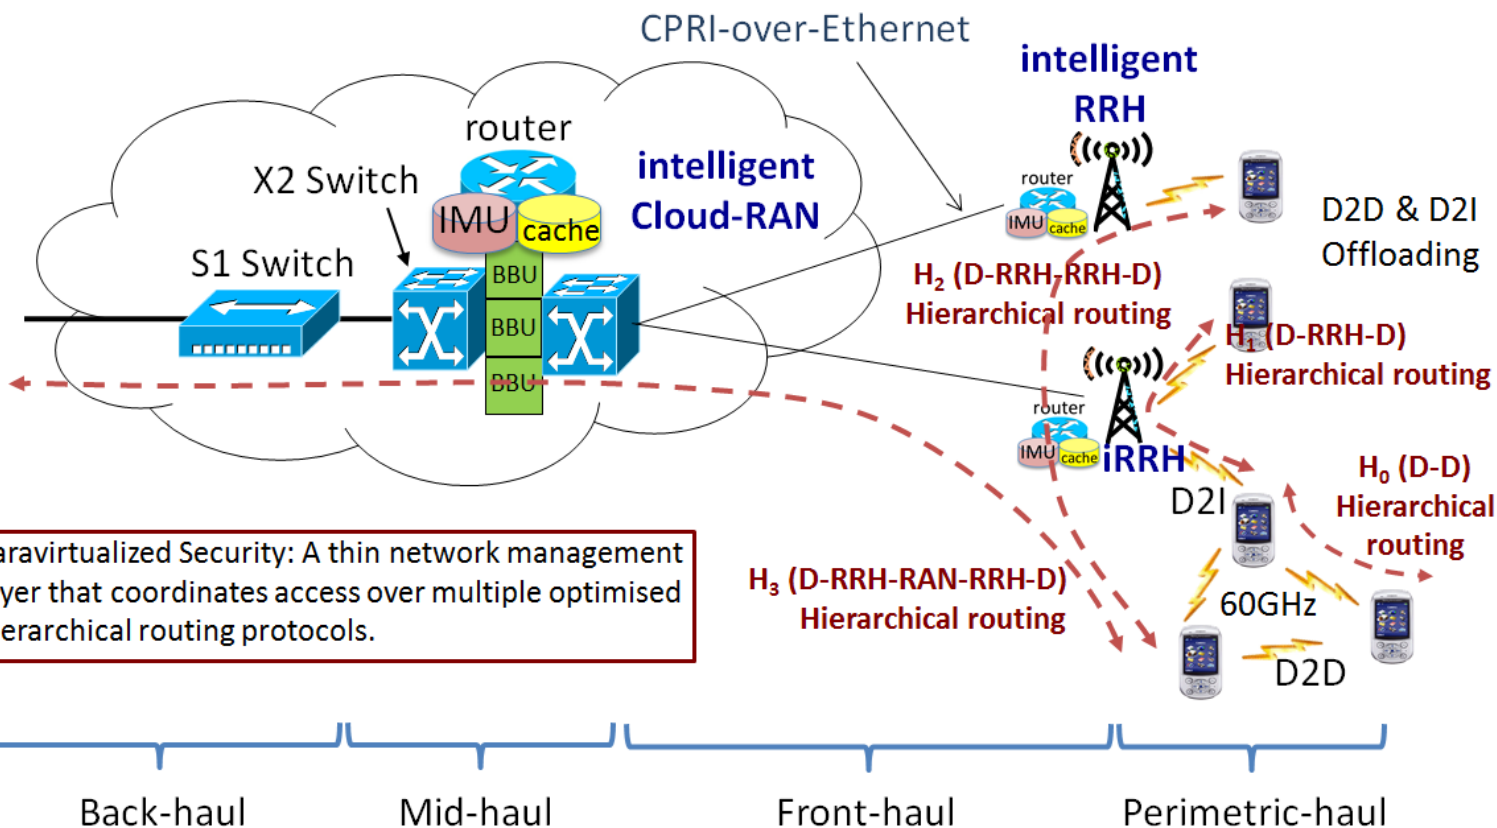 CPRI-over-Ethernet
intelligent
RRH
router
X2 Switch
intelligent
Cloud-RAN
IMU
cache
S1 Switch
BBU
BBU
BBU
router
IMU
cache
D2D & D2I
Offloading
H2 (D-RRH-RRH-D)
Hierarchical routing
H1 (D-RRH-D)
Hierarchical routing
router
IMU
cache
iRRH
D2I
H0 (D-D)
Hierarchical
routing
aravirtualized Security: A thin network management
yer that coordinates access over multiple optimised
erarchical routing protocols.
H3 (D-RRH-RAN-RRH-D)
Hierarchical routing
60GHz
D2D
Back-haul
Mid-haul
Front-haul
Perimetric-haul